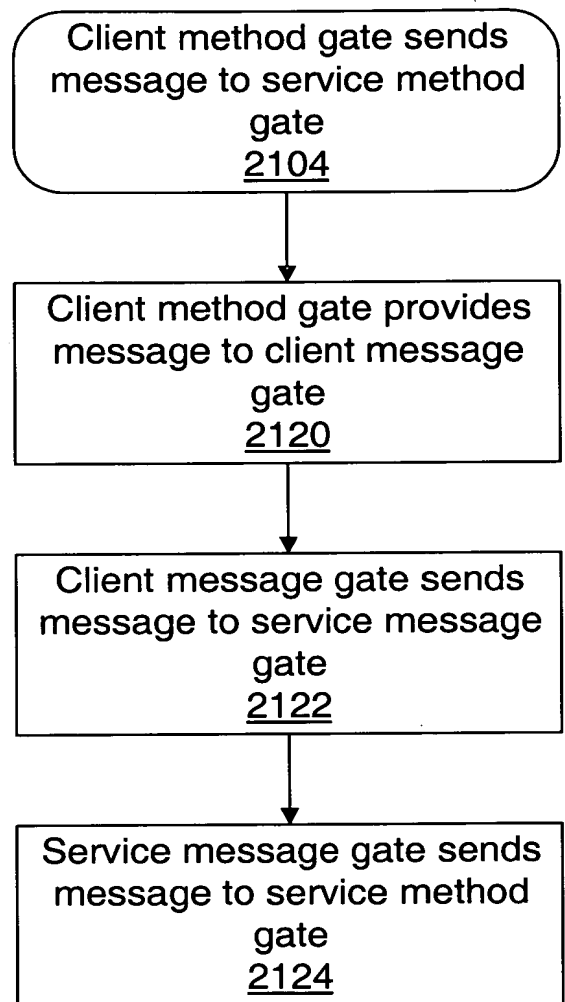 Client method gate sends
message to service method
gate
2104
Client method gate provides
message to client message
gate
2120
Client message gate sends
message to service message
gate
2122
Service message gate sends
message to service method
gate
2124